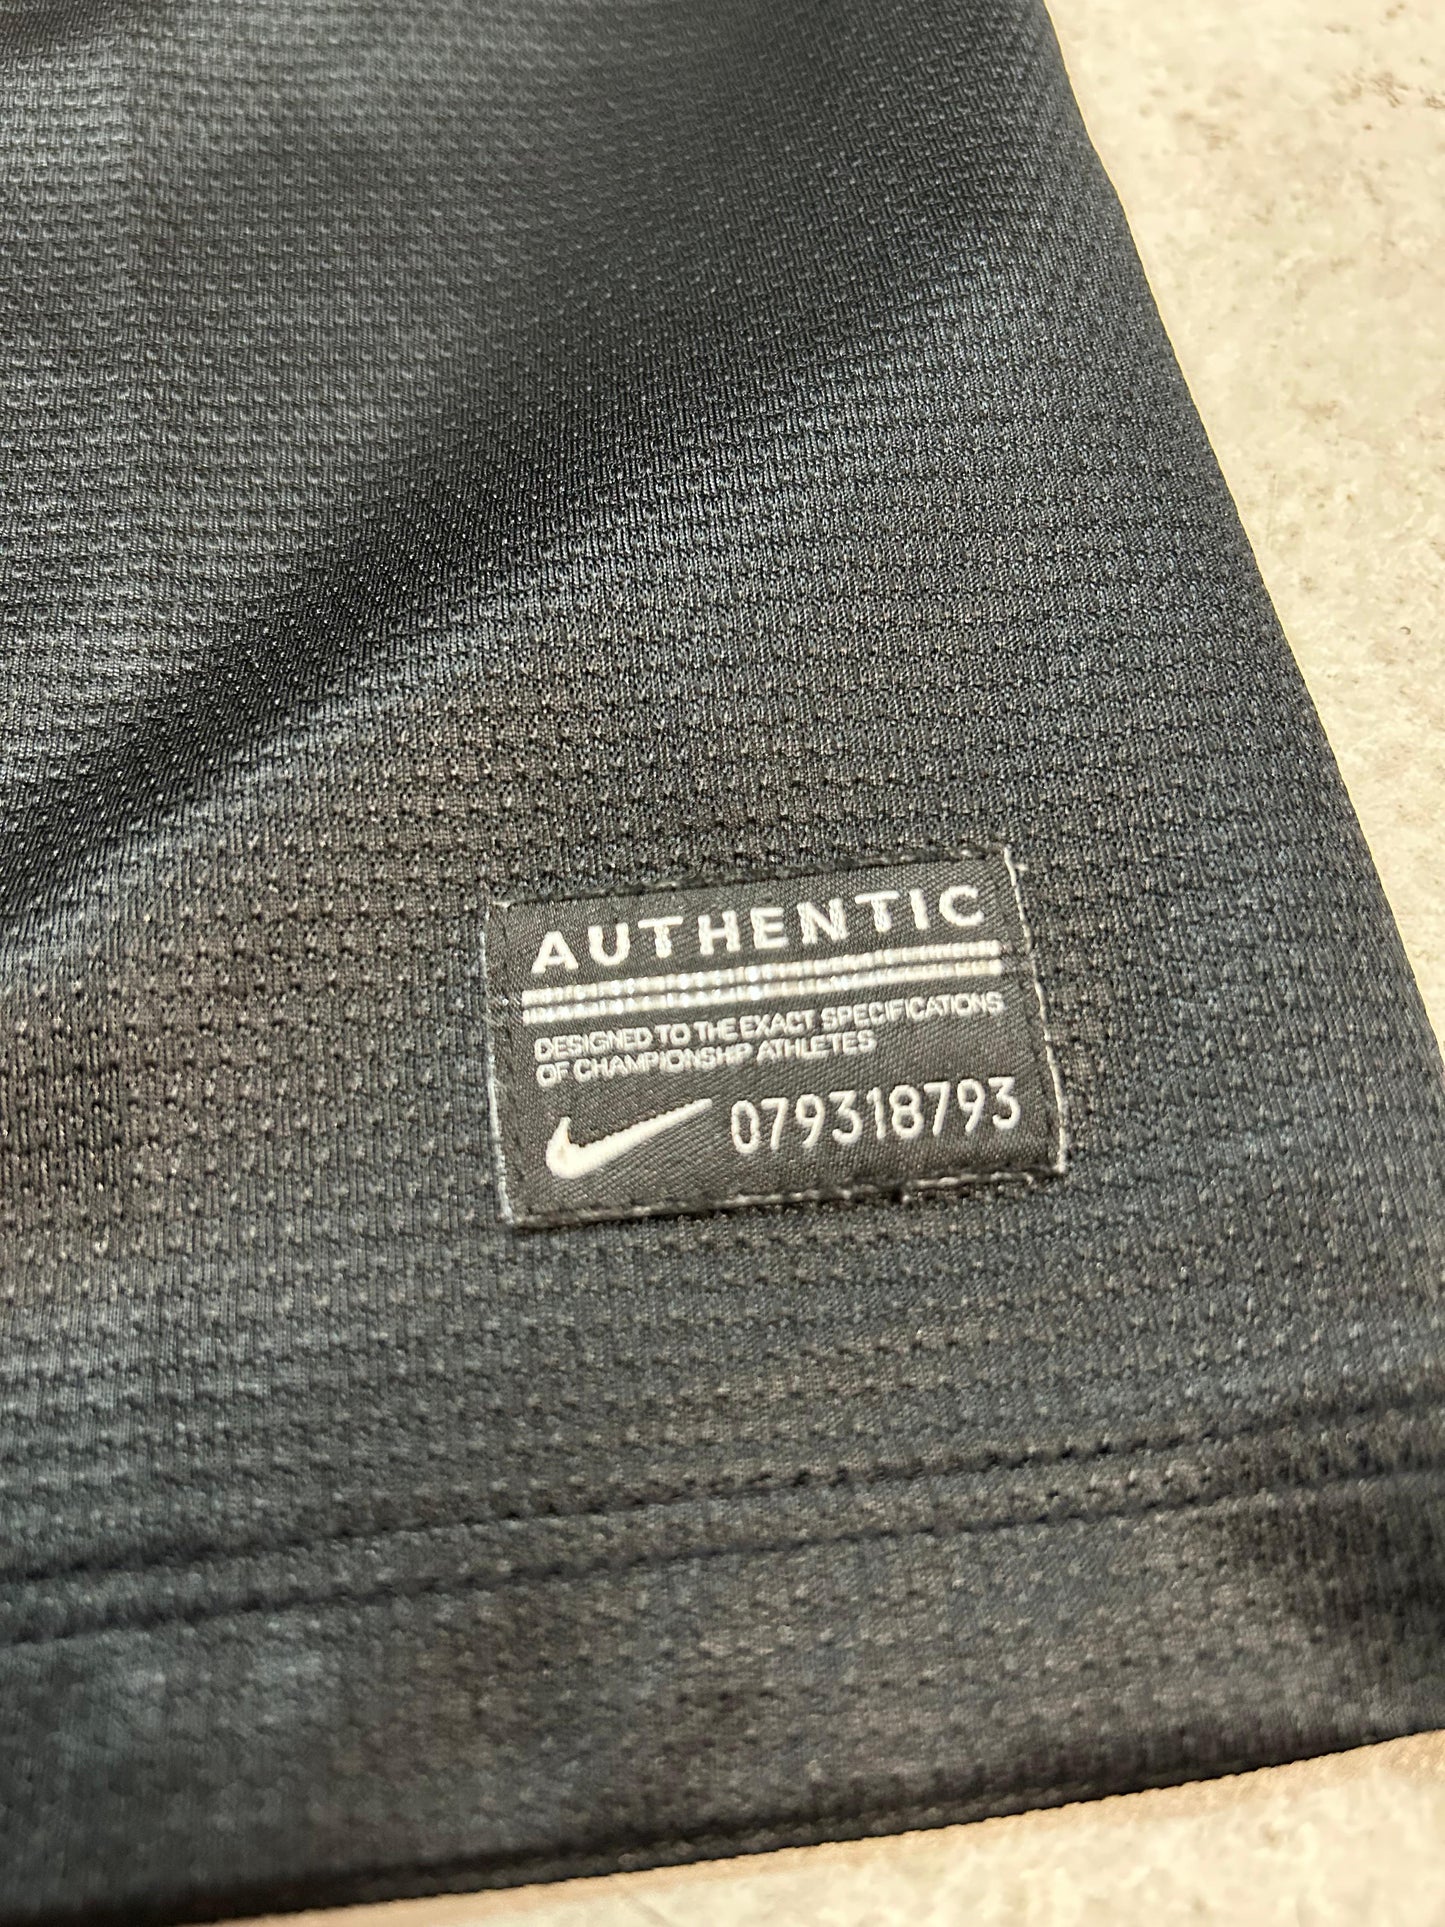 AUTHENTIC
DESIGNED TO THE EXACT SPECIFICATIONS
OF CHAMPIONSHIP ATHLETES
079318793